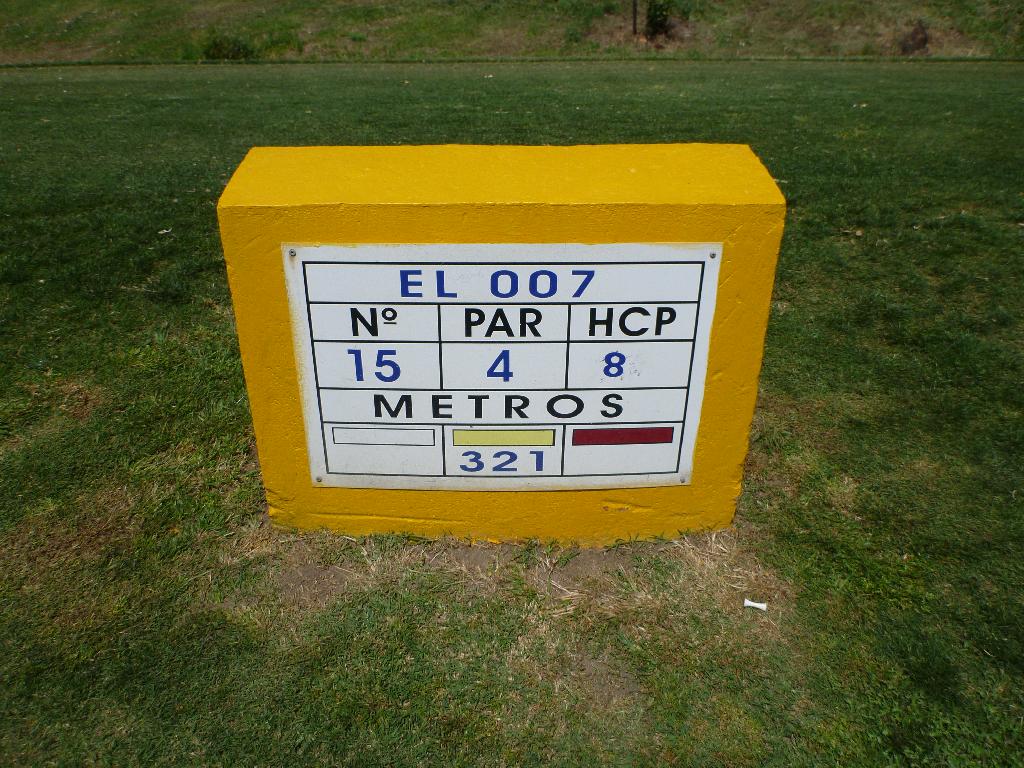 EL 007
Nº PAR HCP
15 4 8
METROS
321